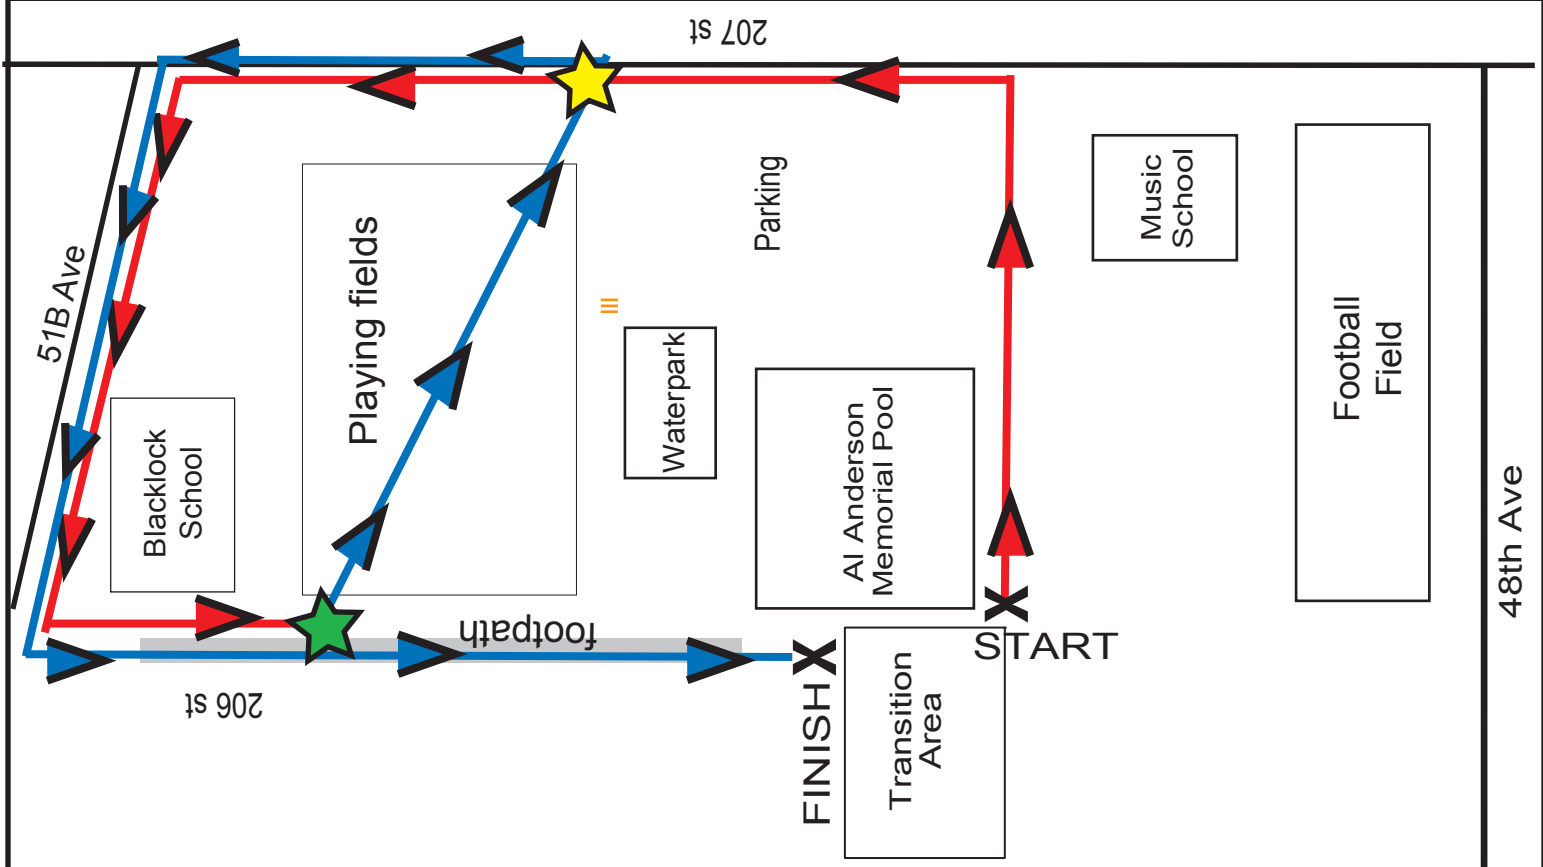 207 st
51B Ave
Playing fields
Parking
Music
School
Football
Field
48th Ave
Waterpark
Al Anderson
Memorial Pool
Blacklock
School
footpath
206 st
START
FINISH
Transition
Area